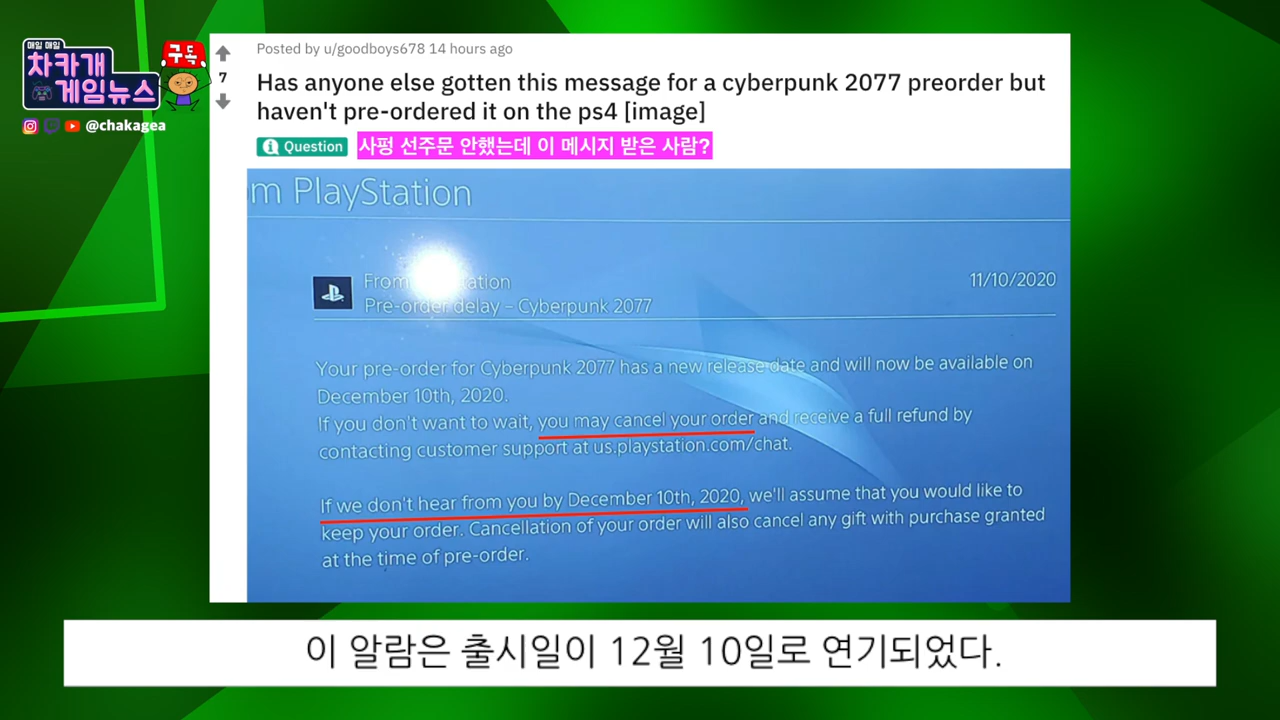 매일 매일
차카개
게임뉴스
구독
@chakagea
Posted by u/goodboys678 14 hours ago
7
Has anyone else gotten this message for a cyberpunk 2077 preorder but
haven't pre-ordered it on the ps4 [image]
Question 사펑 선주문 안했는데 이 메시지 받은 사람?
om PlayStation
From ation
11/10/2020
Pre-order delay – Cyberpunk 2077
Your pre-order for Cyberpunk 2077 has a new release date and will now be available on
December 10th, 2020.
If you don't want to wait, you may cancel your order and receive a full refund by
contacting customer support at us.playstation.com/chat.
If we don't hear from you by December 10th, 2020, we'll assume that you would like to
keep your order. Cancellation of your order will also cancel any gift with purchase granted
at the time of pre-order.
이 알람은 출시일이 12월 10일로 연기되었다.